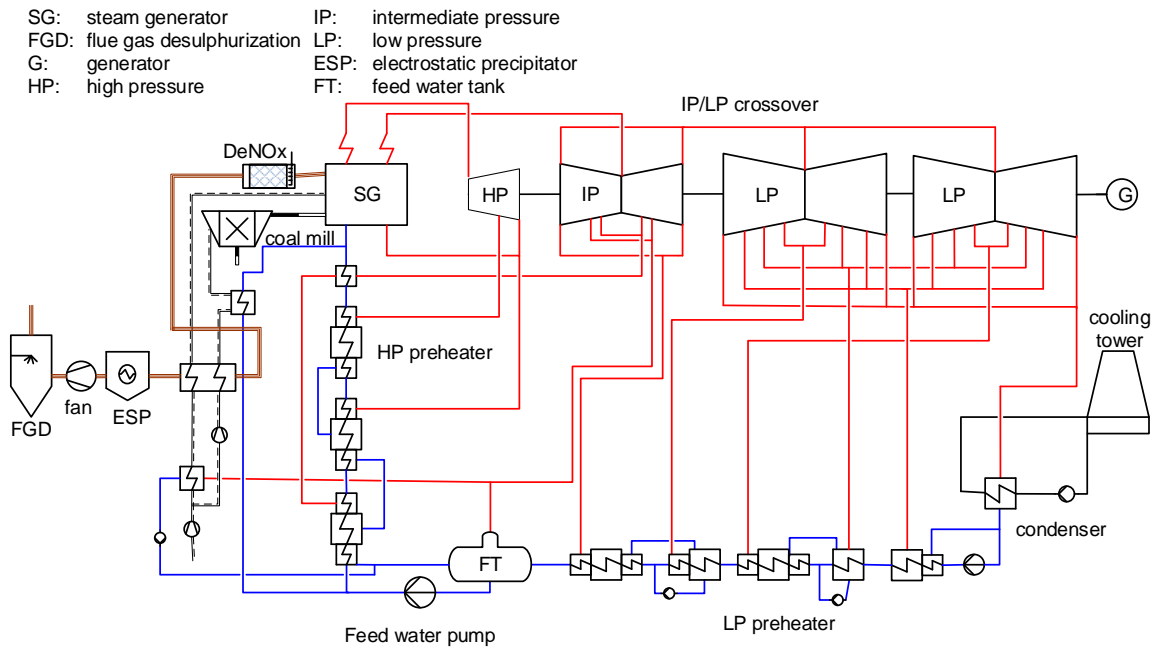 SG: steam generator IP: intermediate pressure
FGD: flue gas desulphurization LP: low pressure
G: generator ESP: electrostatic precipitator
HP: high pressure FT: feed water tank
IP/LP crossover
DeNOx
SG
HP
IP
LP
LP
G
coal mill
cooling
tower
HP preheater
fan
ESP
FGD
condenser
FT
LP preheater
Feed water pump